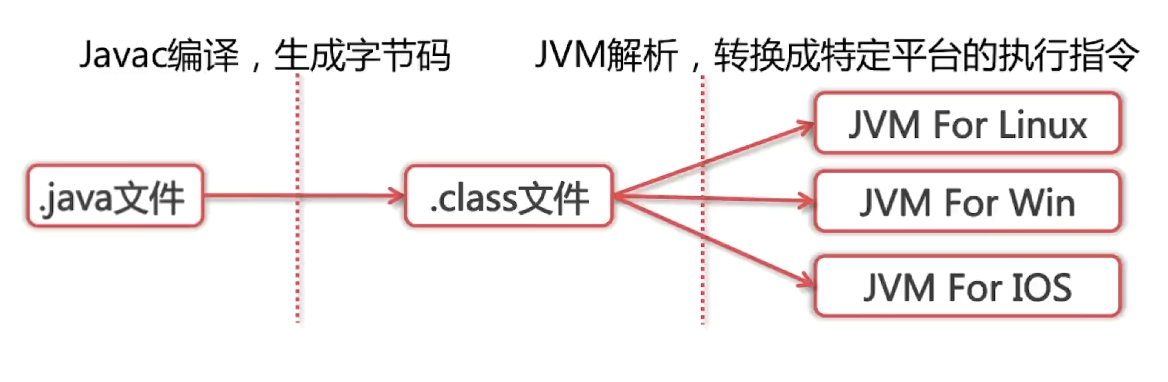 Javac编译，生成字节码
JVM解析，转换成特定平台的执行指令
.java文件
.class文件
JVM For Linux
JVM For Win
JVM For IOS